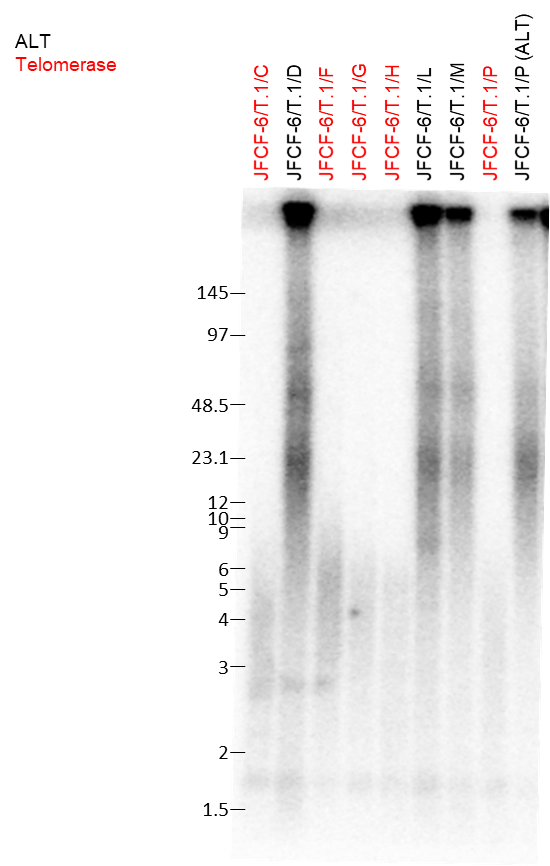 ALT
Telomerase
JFCF-6/T.1/C
JFCF-6/T.1/D
JFCF-6/T.1/F
JFCF-6/T.1/G
JFCF-6/T.1/H
JFCF-6/T.1/L
JFCF-6/T.1/M
JFCF-6/T.1/P
JFCF-6/T.1/P (ALT)
145
97
48.5
23.1
12
10
9
6
5
4
3
2
1.5